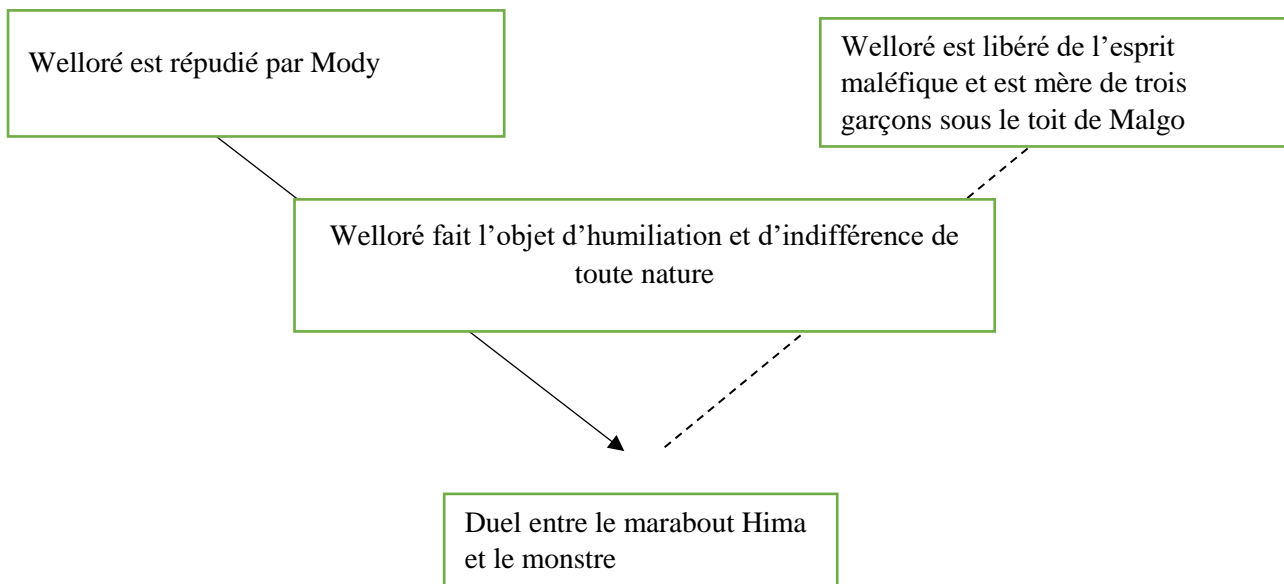 Welloré est répudié par Mody
Welloré est libéré de l’esprit
maléfique et est mère de trois
garçons sous le toit de Malgo
Welloré fait l’objet d’humiliation et d’indifférence de
toute nature
Duel entre le marabout Hima
et le monstre